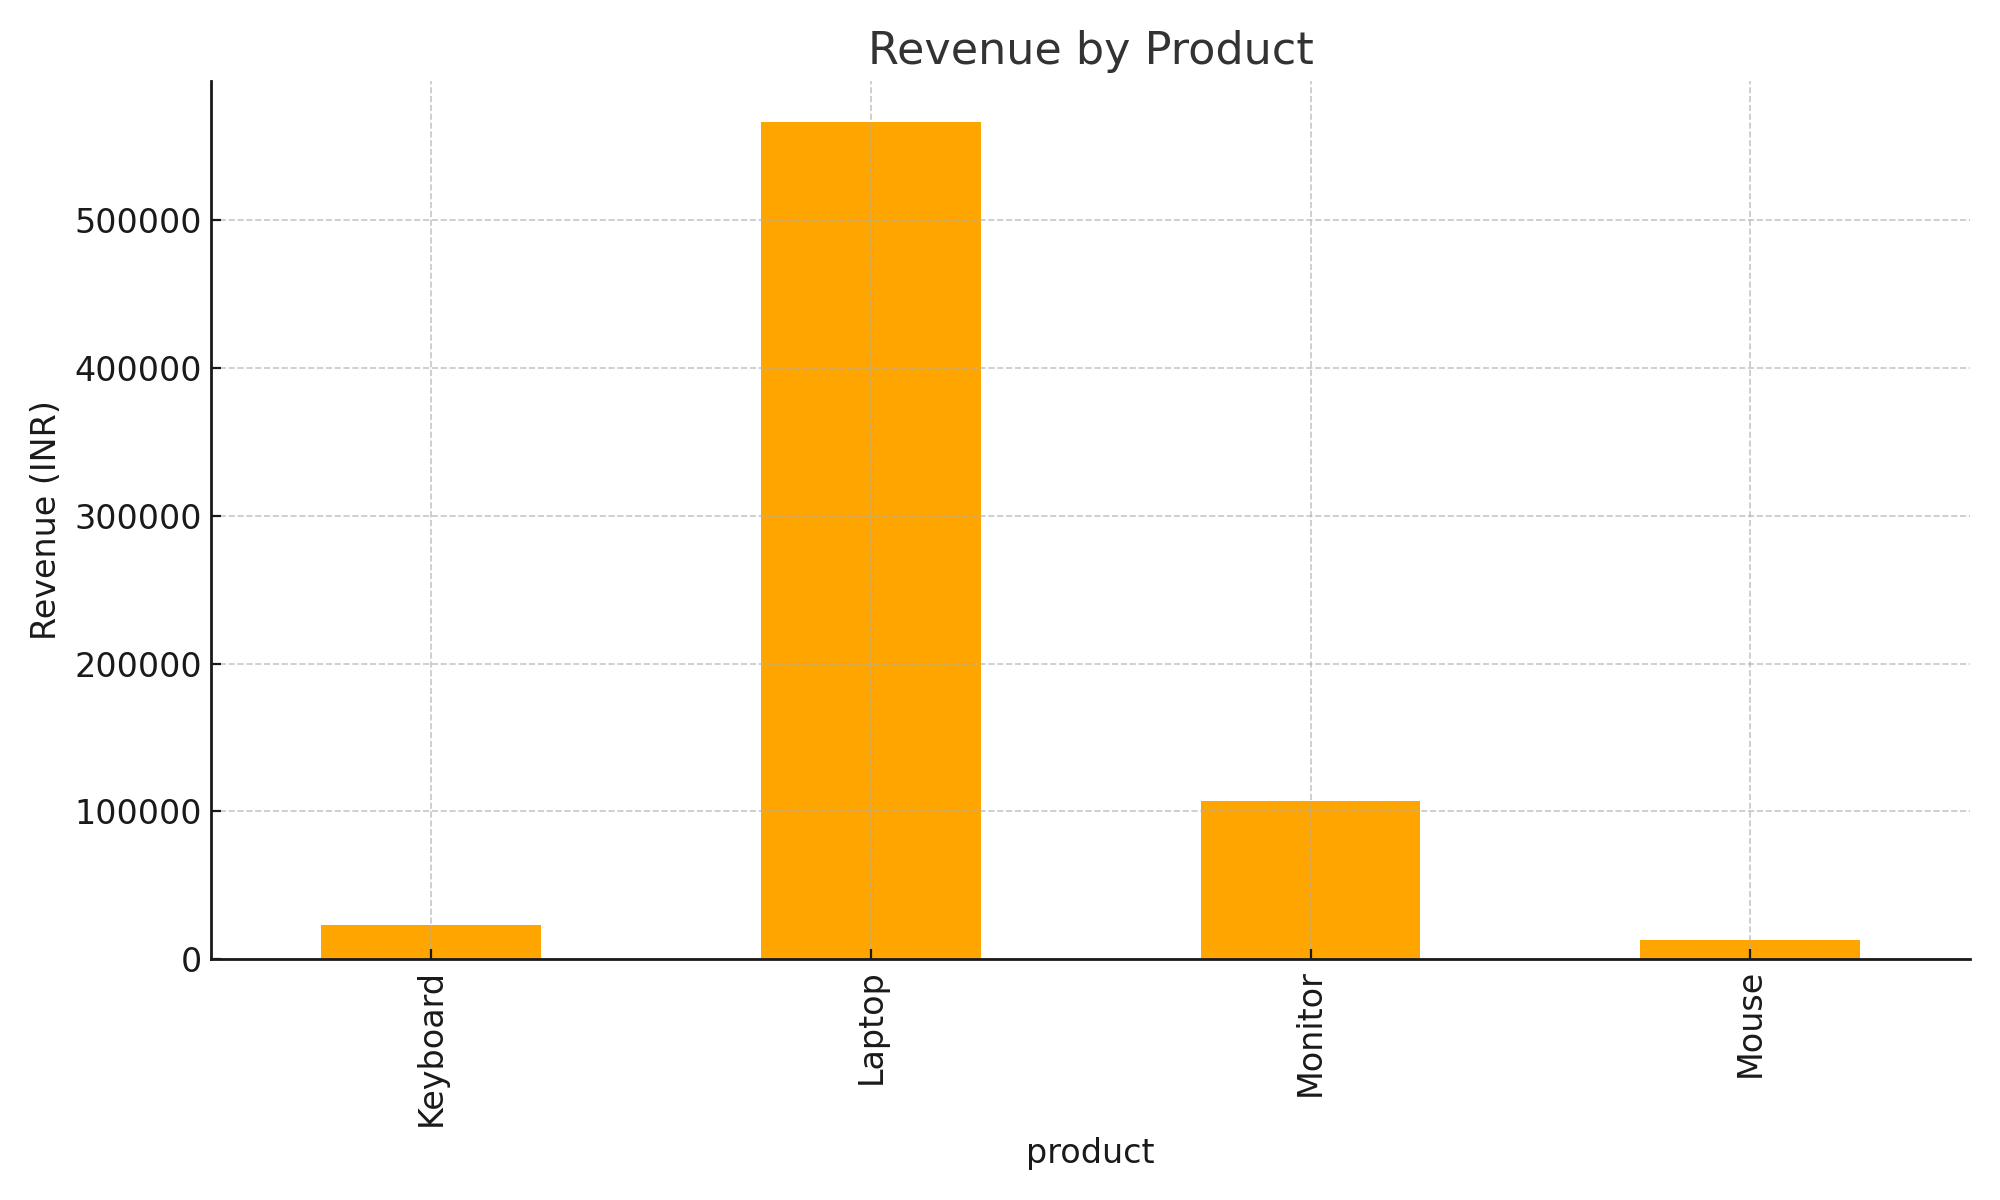 Revenue by Product
Revenue (INR)
500000
400000
300000
200000
100000
0
Keyboard
Laptop
Monitor
Mouse
product